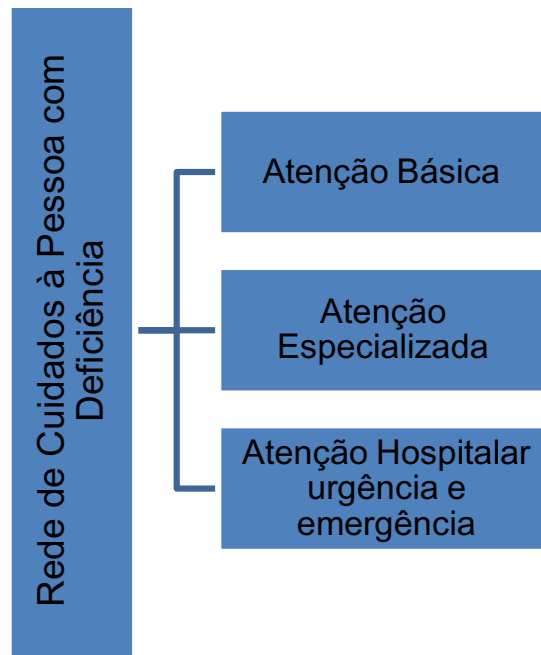 Rede de Cuidados à Pessoa com
Deficiência
Atenção Básica
Atenção
Especializada
Atenção Hospitalar
urgência e
emergência